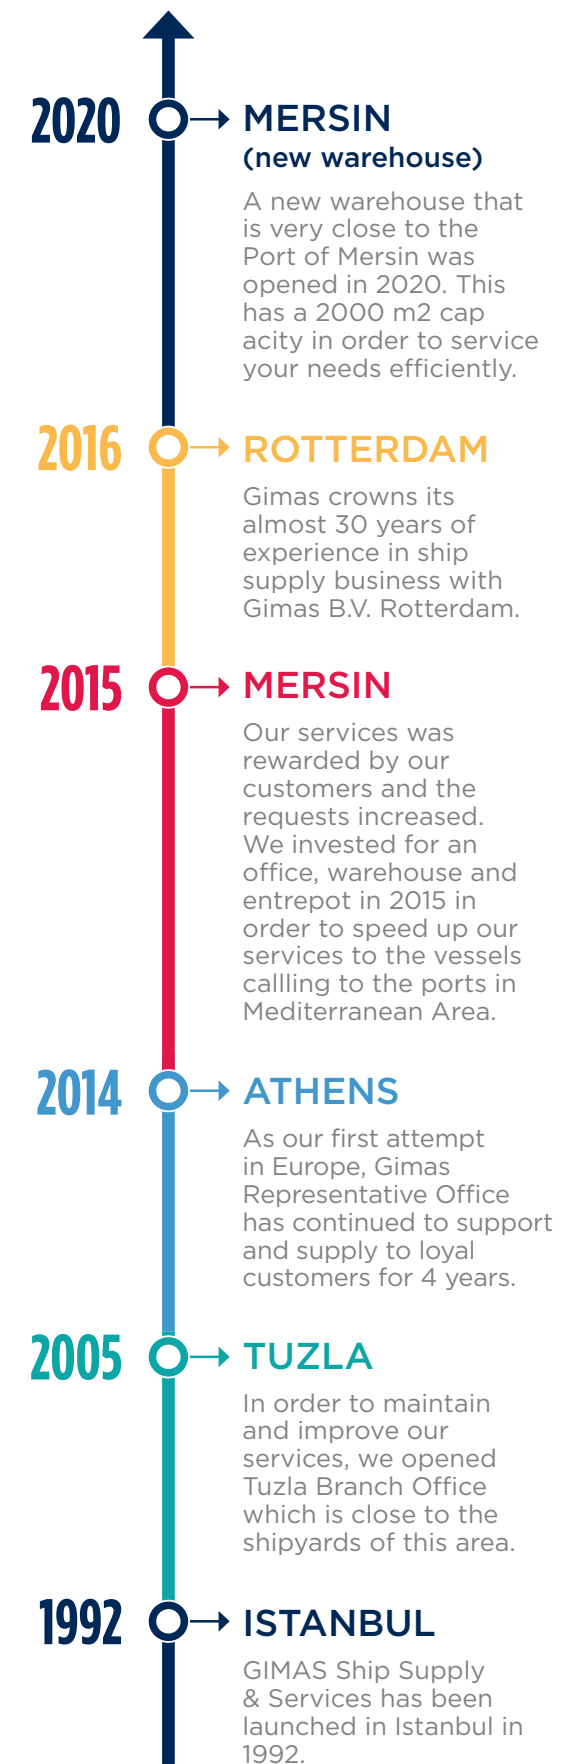 2020
MERSIN
(new warehouse)
A new warehouse that
is very close to the
Port of Mersin was
opened in 2020. This
has a 2000 m2 cap
acity in order to service
your needs efficiently.
2016
ROTTERDAM
Gimas crowns its
almost 30 years of
experience in ship
supply business with
Gimas B.V. Rotterdam.
2015
MERSIN
Our services was
rewarded by our
customers and the
requests increased.
We invested for an
office, warehouse and
entrepot in 2015 in
order to speed up our
services to the vessels
callling to the ports in
Mediterranean Area.
2014
ATHENS
As our first attempt
in Europe, Gimas
Representative Office
has continued to support
and supply to loyal
customers for 4 years.
2005
TUZLA
In order to maintain
and improve our
services, we opened
Tuzla Branch Office
which is close to the
shipyards of this area.
1992
ISTANBUL
GIMAS Ship Supply
& Services has been
launched in Istanbul in
1992.